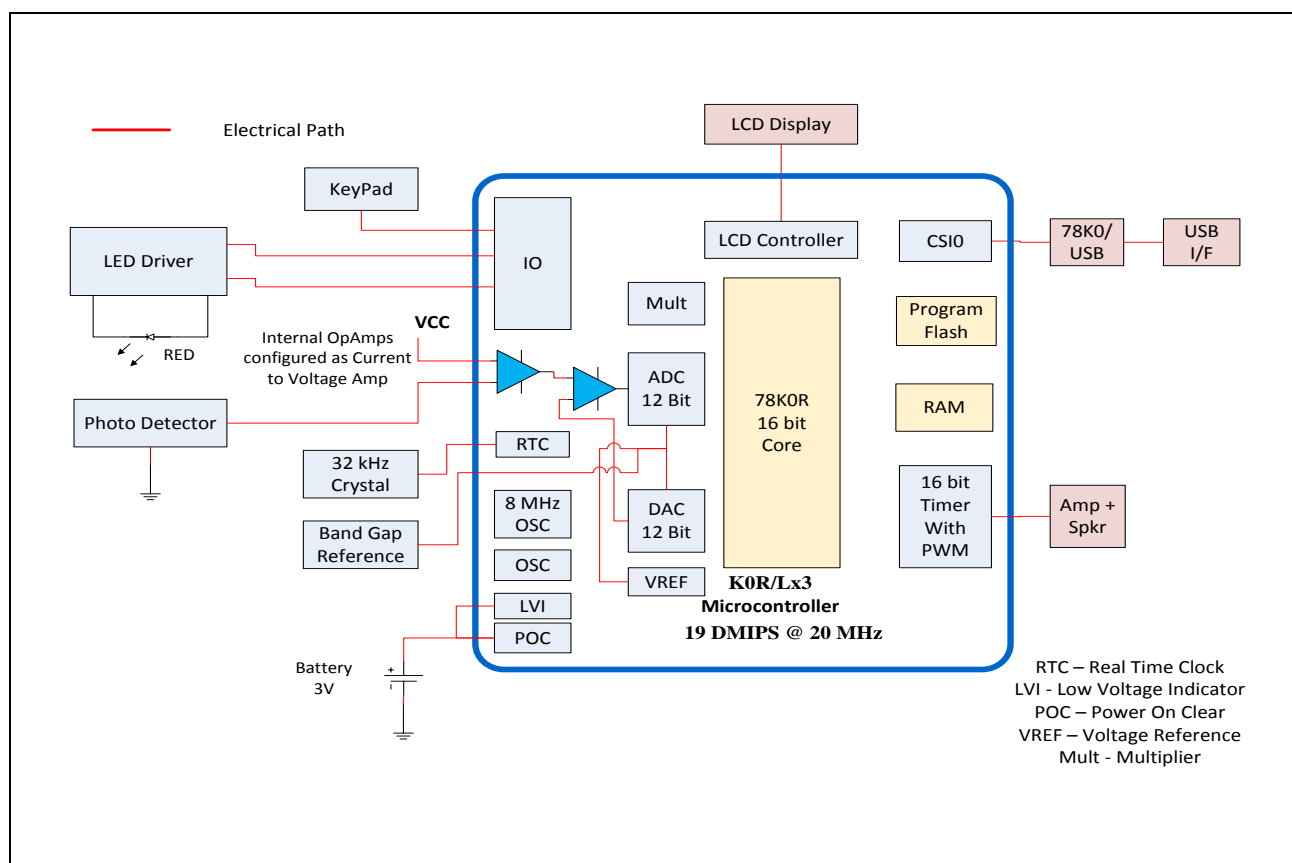 Electrical Path
LCD Display
KeyPad
IO
LCD Controller
CSI0
78K0/
USB
USB
I/F
LED Driver
RED
VCC
Internal OpAmps
configured as Current
to Voltage Amp
Mult
Program
Flash
ADC
12 Bit
78K0R
16 bit
Core
RAM
Photo Detector
RTC
32 kHz
Crystal
8 MHz
OSC
DAC
12 Bit
16 bit
Timer
With
PWM
Amp +
Spkr
Band Gap
Reference
OSC
VREF
K0R/Lx3
Microcontroller
19 DMIPS @ 20 MHz
LVI
POC
Battery
3V
+
-
RTC – Real Time Clock
LVI - Low Voltage Indicator
POC – Power On Clear
VREF – Voltage Reference
Mult - Multiplier